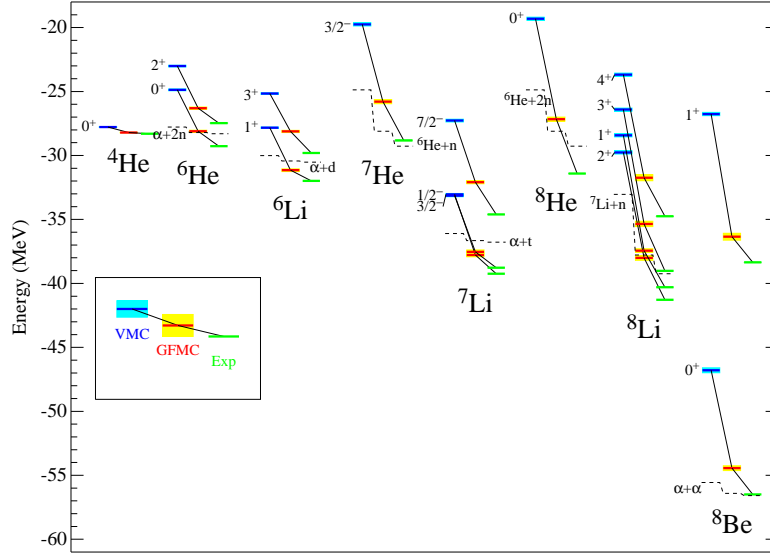 -20
-25
-30
-35
-40
-45
-50
-55
-60
Energy (MeV)
0⁺
⁴He
2⁺
0⁺
α+2n
⁶He
3⁺
1⁺
α+d
⁶Li
3/2⁻
⁶He+n
⁷He
7/2⁻
1/2⁻
3/2⁻
α+t
⁷Li
0⁺
⁶He+2n
⁸He
4⁺
3⁺
1⁺
2⁺
⁷Li+n
⁸Li
1⁺
0⁺
α+α
⁸Be
VMC
GFMC
Exp